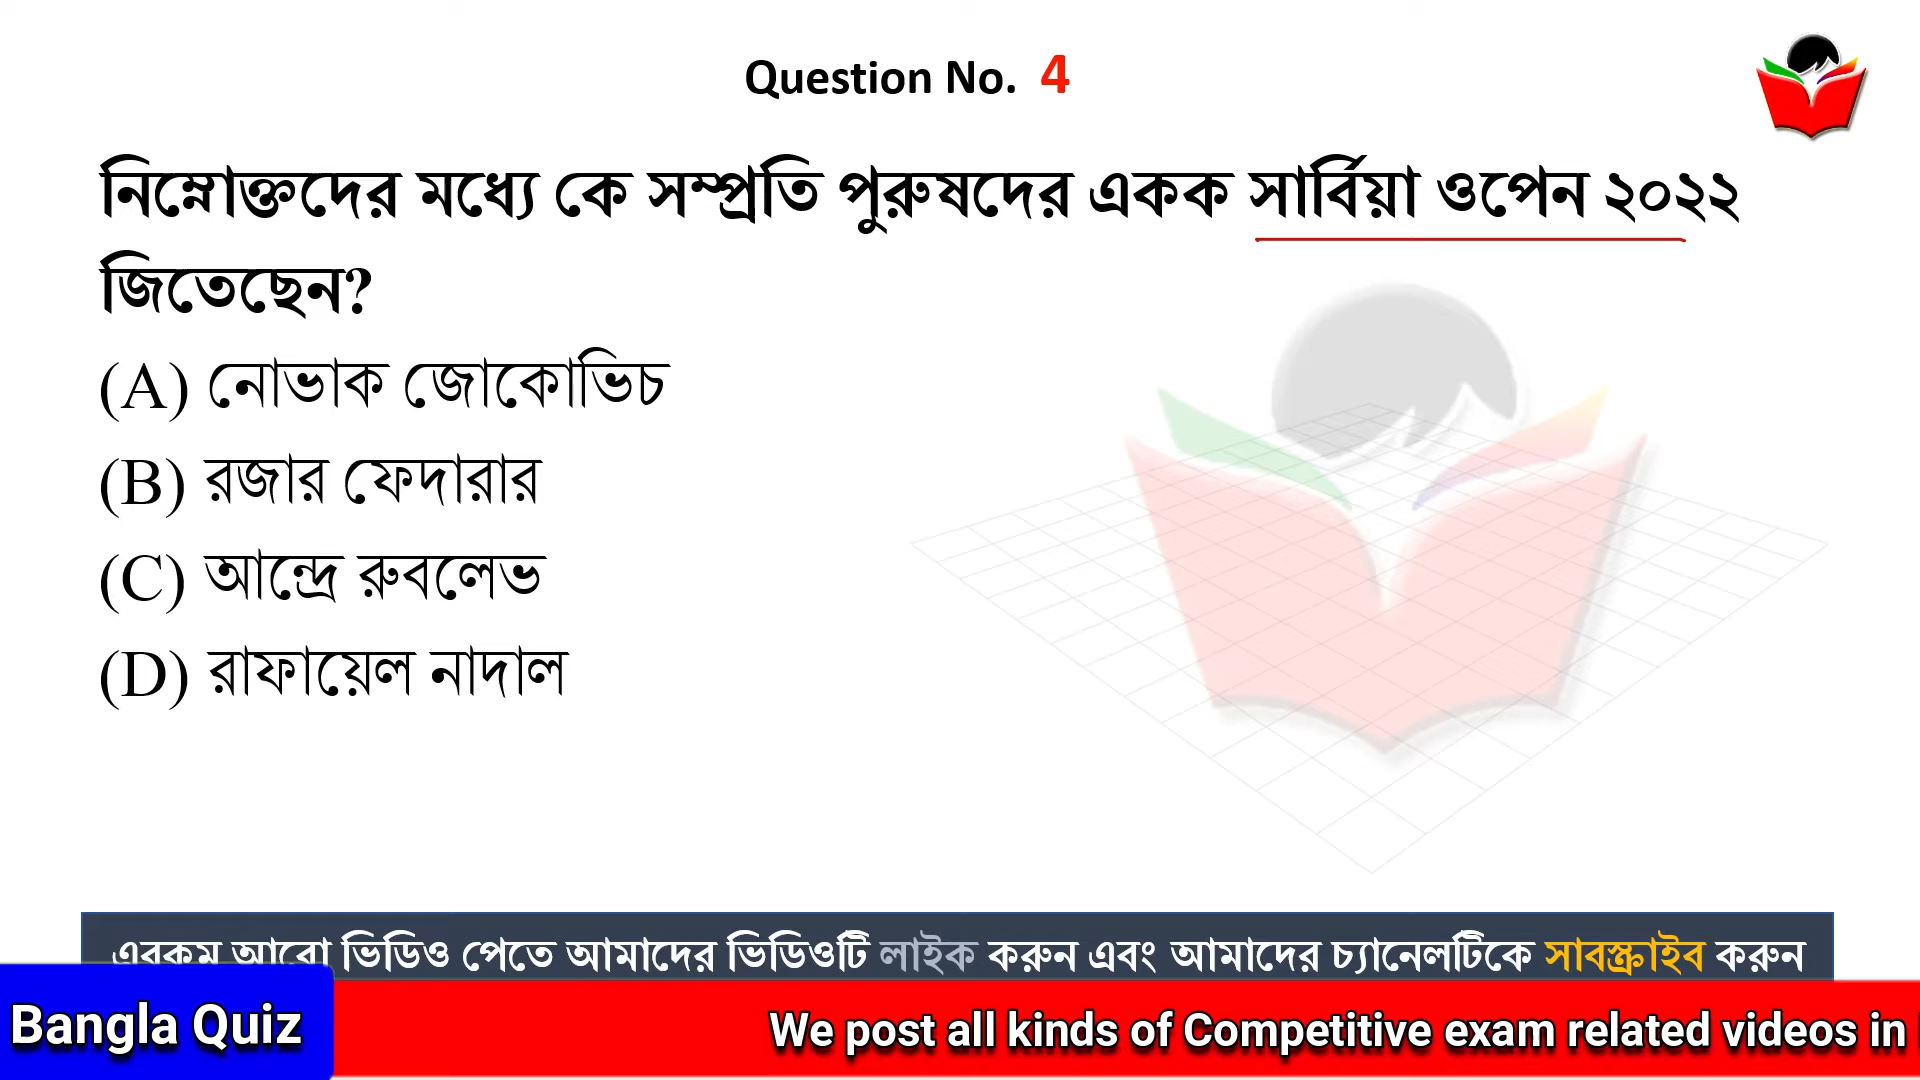 Question No. 4
নিম্নোক্তদের মধ্যে কে সম্প্রতি পুরুষদের একক সার্বিয়া ওপেন ২০২২
জিতেছেন?
(A) নোভাক জোকোভিচ
(B) রজার ফেদারার
(C) আন্দ্রে রুবলেভ
(D) রাফায়েল নাদাল
এরকম আরো ভিডিও পেতে আমাদের ভিডিওটি লাইক করুন এবং আমাদের চ্যানেলটিকে সাবস্ক্রাইব করুন
Bangla Quiz
We post all kinds of Competitive exam related videos in